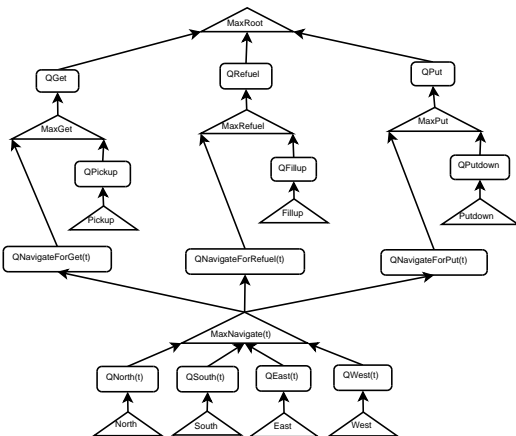 MaxRoot
QGet
QRefuel
QPut
MaxGet
MaxRefuel
MaxPut
QPickup
QFillup
QPutdown
Pickup
Fillup
Putdown
QNavigateForGet(t)
QNavigateForRefuel(t)
QNavigateForPut(t)
MaxNavigate(t)
QNorth(t)
QSouth(t)
QEast(t)
QWest(t)
North
South
East
West